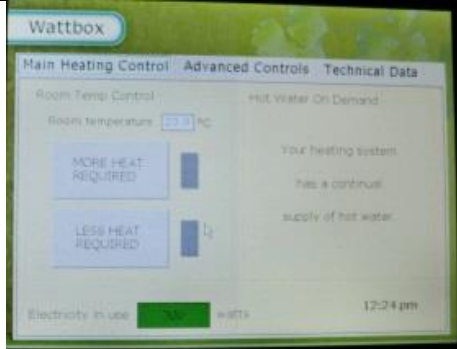 Wattbox
Main Heating Control Advanced Controls Technical Data
Room Temp Control
Hot Water On Demand
Room temperature ºC
MORE HEAT
REQUIRED
LESS HEAT
REQUIRED
Your heating system
has a continual
supply of hot water.
Electricity in use watts
12:24 pm